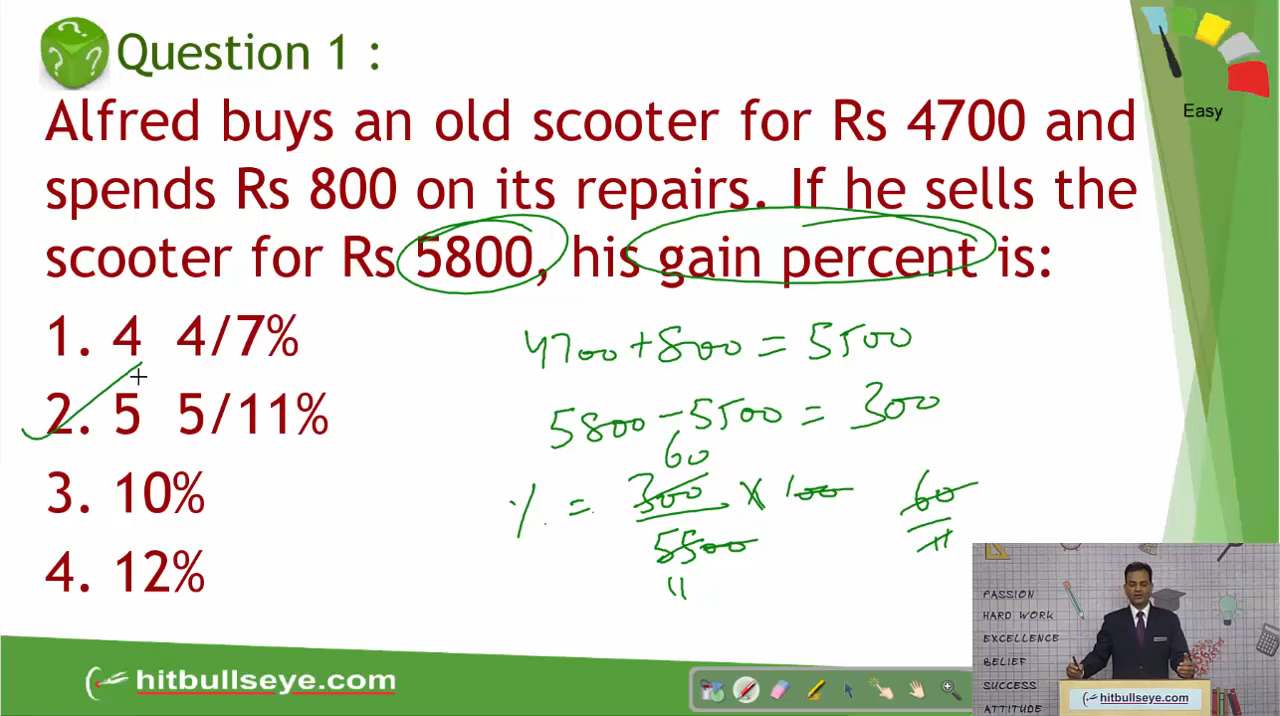 Question 1 :
Easy
Alfred buys an old scooter for Rs 4700 and
spends Rs 800 on its repairs. If he sells the
scooter for Rs 5800, his gain percent is:
1. 4 4/7%
2. 5 5/11%
3. 10%
4. 12%
4700 + 800 = 5500
5800 - 5500 = 300
60
% = 300 x 100
5500
11
60
11
PASSION
HARD WORK
EXCELLENCE
BELIEF
SUCCESS
ATTITUDE
hitbullseye.com
hitbullseye.com